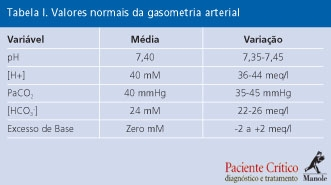 Tabela I. Valores normais da gasometria arterial
Variável Média Variação
pH 7,40 7,35-7,45
[H+] 40 mM 36-44 meq/l
PaCO₂ 40 mmHg 35-45 mmHg
[HCO₃⁻] 24 mM 22-26 meq/l
Excesso de Base Zero mM -2 a +2 meq/l
Paciente Crítico
diagnóstico e tratamento Manole